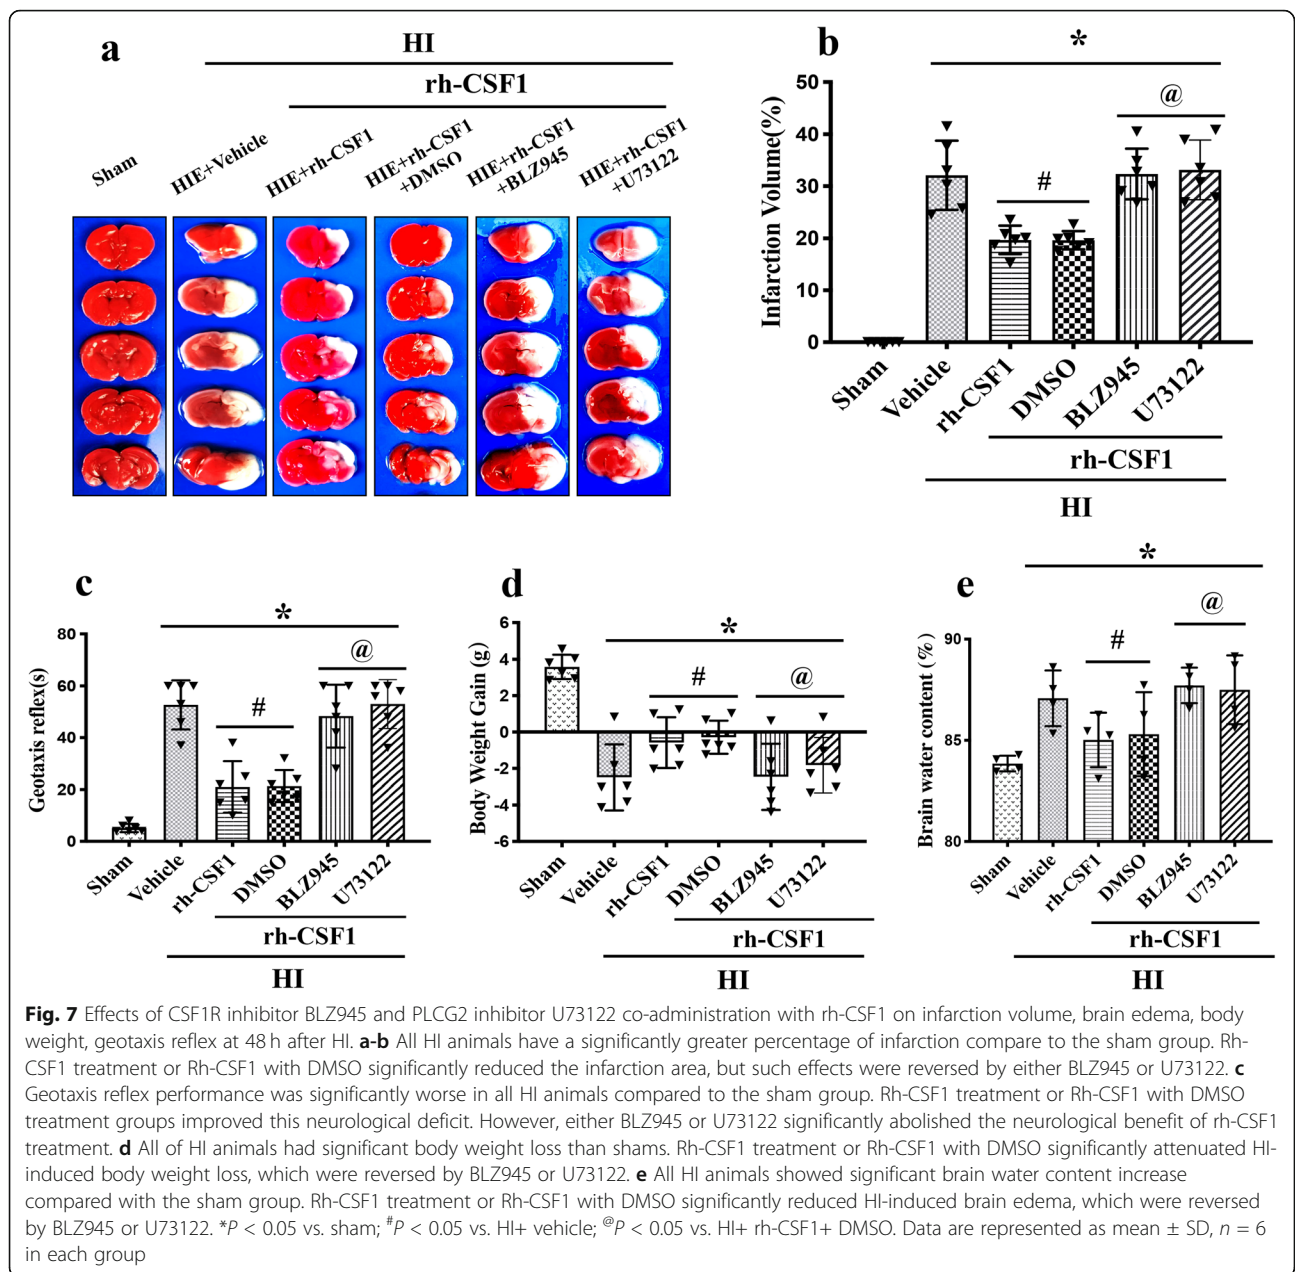 a
HI
rh-CSF1
Sham
HIE+Vehicle
HIE+rh-CSF1
HIE+rh-CSF1
+DMSO
HIE+rh-CSF1
+BLZ945
HIE+rh-CSF1
+U73122
b
*
@
#
Infarction Volume(%)
50
40
30
20
10
0
Sham
Vehicle
rh-CSF1
DMSO
BLZ945
U73122
rh-CSF1
HI
c
*
@
#
Geotaxis reflex(s)
80
60
40
20
0
Sham
Vehicle
rh-CSF1
DMSO
BLZ945
U73122
rh-CSF1
HI
d
*
#
@
Body Weight Gain (g)
6
4
2
0
-2
-4
-6
Sham
Vehicle
rh-CSF1
DMSO
BLZ945
U73122
rh-CSF1
HI
e
*
@
#
Brain water content (%)
90
85
80
Sham
Vehicle
rh-CSF1
DMSO
BLZ945
U73122
rh-CSF1
HI
Fig. 7 Effects of CSF1R inhibitor BLZ945 and PLCG2 inhibitor U73122 co-administration with rh-CSF1 on infarction volume, brain edema, body
weight, geotaxis reflex at 48 h after HI. a-b All HI animals have a significantly greater percentage of infarction compare to the sham group. Rh-
CSF1 treatment or Rh-CSF1 with DMSO significantly reduced the infarction area, but such effects were reversed by either BLZ945 or U73122. c
Geotaxis reflex performance was significantly worse in all HI animals compared to the sham group. Rh-CSF1 treatment or Rh-CSF1 with DMSO
treatment groups improved this neurological deficit. However, either BLZ945 or U73122 significantly abolished the neurological benefit of rh-CSF1
treatment. d All of HI animals had significant body weight loss than shams. Rh-CSF1 treatment or Rh-CSF1 with DMSO significantly attenuated HI-
induced body weight loss, which were reversed by BLZ945 or U73122. e All HI animals showed significant brain water content increase
compared with the sham group. Rh-CSF1 treatment or Rh-CSF1 with DMSO significantly reduced HI-induced brain edema, which were reversed
by BLZ945 or U73122. *P < 0.05 vs. sham; #P < 0.05 vs. HI+ vehicle; @P < 0.05 vs. HI+ rh-CSF1+ DMSO. Data are represented as mean ± SD, n = 6
in each group